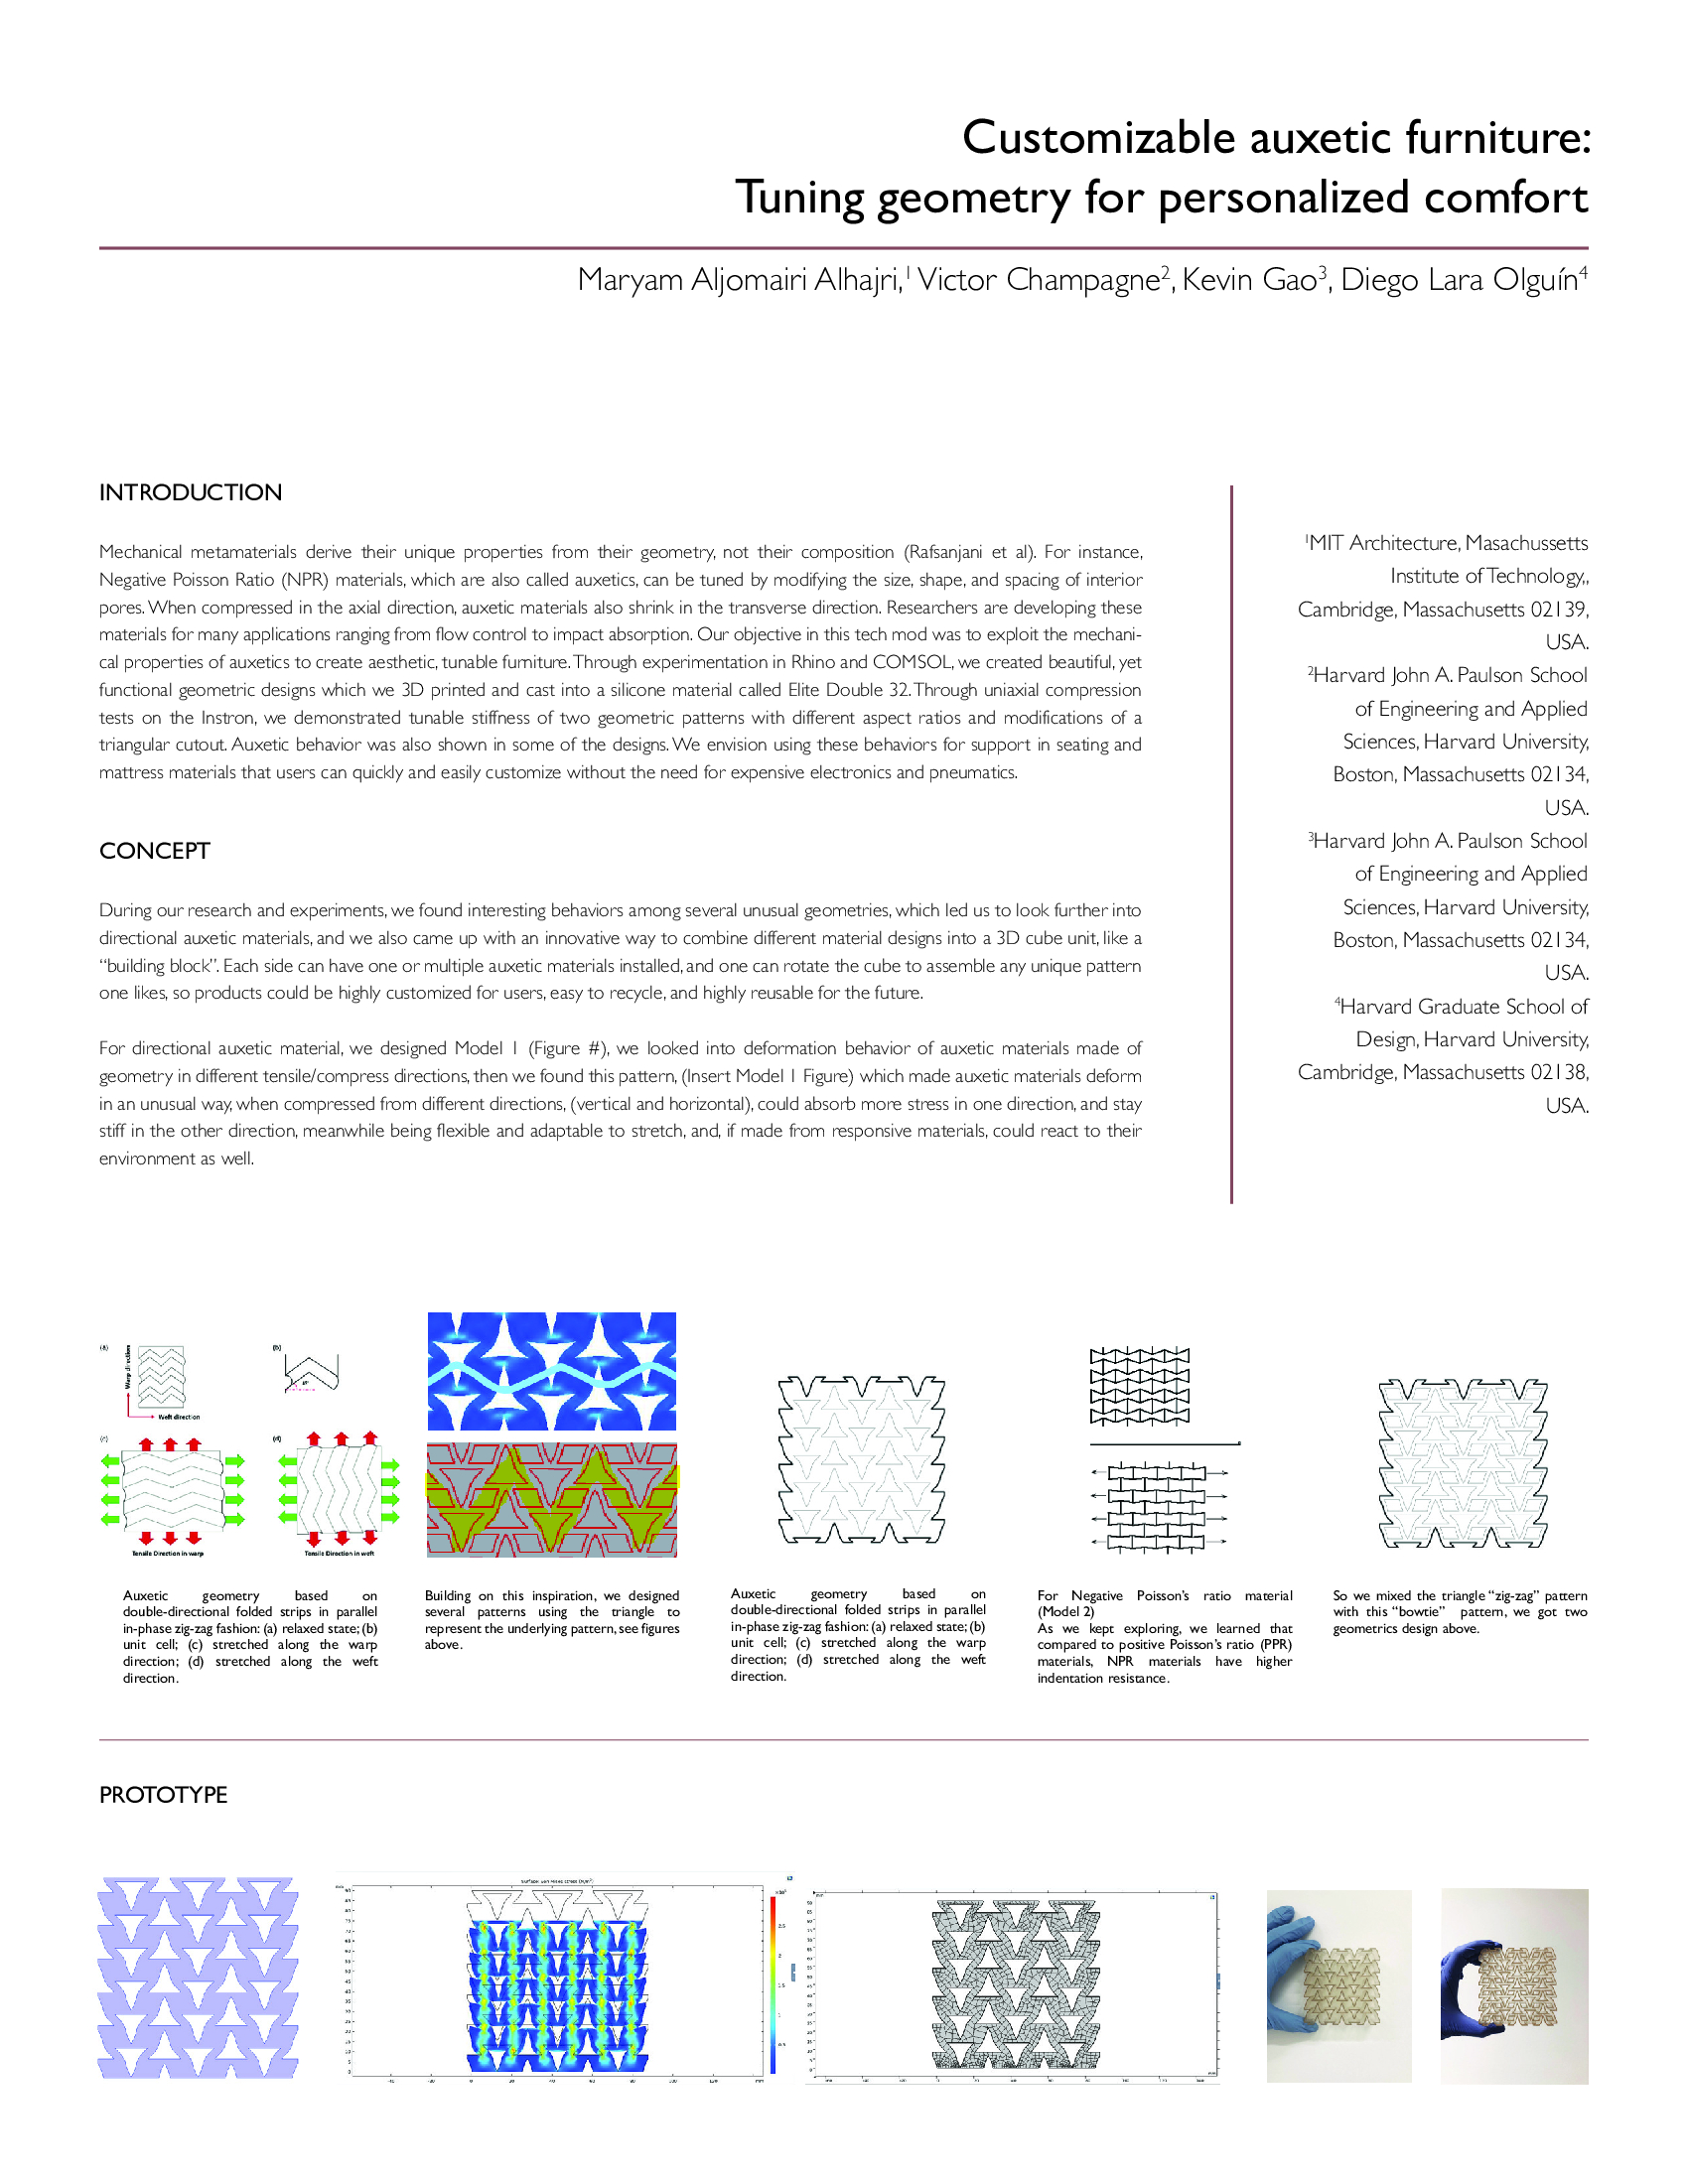 Customizable auxetic furniture:
Tuning geometry for personalized comfort
Maryam Aljomairi Alhajri,1 Victor Champagne2, Kevin Gao3, Diego Lara Olguín4
INTRODUCTION
Mechanical metamaterials derive their unique properties from their geometry, not their composition (Rafsanjani et al). For instance,
Negative Poisson Ratio (NPR) materials, which are also called auxetics, can be tuned by modifying the size, shape, and spacing of interior
pores. When compressed in the axial direction, auxetic materials also shrink in the transverse direction. Researchers are developing these
materials for many applications ranging from flow control to impact absorption. Our objective in this tech mod was to exploit the mechani-
cal properties of auxetics to create aesthetic, tunable furniture. Through experimentation in Rhino and COMSOL, we created beautiful, yet
functional geometric designs which we 3D printed and cast into a silicone material called Elite Double 32. Through uniaxial compression
tests on the Instron, we demonstrated tunable stiffness of two geometric patterns with different aspect ratios and modifications of a
triangular cutout. Auxetic behavior was also shown in some of the designs. We envision using these behaviors for support in seating and
mattress materials that users can quickly and easily customize without the need for expensive electronics and pneumatics.
CONCEPT
During our research and experiments, we found interesting behaviors among several unusual geometries, which led us to look further into
directional auxetic materials, and we also came up with an innovative way to combine different material designs into a 3D cube unit, like a
“building block”. Each side can have one or multiple auxetic materials installed, and one can rotate the cube to assemble any unique pattern
one likes, so products could be highly customized for users, easy to recycle, and highly reusable for the future.
For directional auxetic material, we designed Model 1 (Figure #), we looked into deformation behavior of auxetic materials made of
geometry in different tensile/compress directions, then we found this pattern, (Insert Model 1 Figure) which made auxetic materials deform
in an unusual way, when compressed from different directions, (vertical and horizontal), could absorb more stress in one direction, and stay
stiff in the other direction, meanwhile being flexible and adaptable to stretch, and, if made from responsive materials, could react to their
environment as well.
1MIT Architecture, Masachussetts
Institute of Technology,,
Cambridge, Massachusetts 02139,
USA.
2Harvard John A. Paulson School
of Engineering and Applied
Sciences, Harvard University,
Boston, Massachusetts 02134,
USA.
3Harvard John A. Paulson School
of Engineering and Applied
Sciences, Harvard University,
Boston, Massachusetts 02134,
USA.
4Harvard Graduate School of
Design, Harvard University,
Cambridge, Massachusetts 02138,
USA.
(a)
Warp direction
Weft direction
(b)
(c)
Tensile Direction in warp
(d)
Tensile Direction in weft
Auxetic geometry based on
double-directional folded strips in parallel
in-phase zig-zag fashion: (a) relaxed state; (b)
unit cell; (c) stretched along the warp
direction; (d) stretched along the weft
direction.
Building on this inspiration, we designed
several patterns using the triangle to
represent the underlying pattern, see figures
above.
Auxetic geometry based on
double-directional folded strips in parallel
in-phase zig-zag fashion: (a) relaxed state; (b)
unit cell; (c) stretched along the warp
direction; (d) stretched along the weft
direction.
For Negative Poisson’s ratio material
(Model 2)
As we kept exploring, we learned that
compared to positive Poisson’s ratio (PPR)
materials, NPR materials have higher
indentation resistance.
So we mixed the triangle “zig-zag” pattern
with this “bowtie” pattern, we got two
geometrics design above.
PROTOTYPE
Surface: von Mises stress (N/m²)